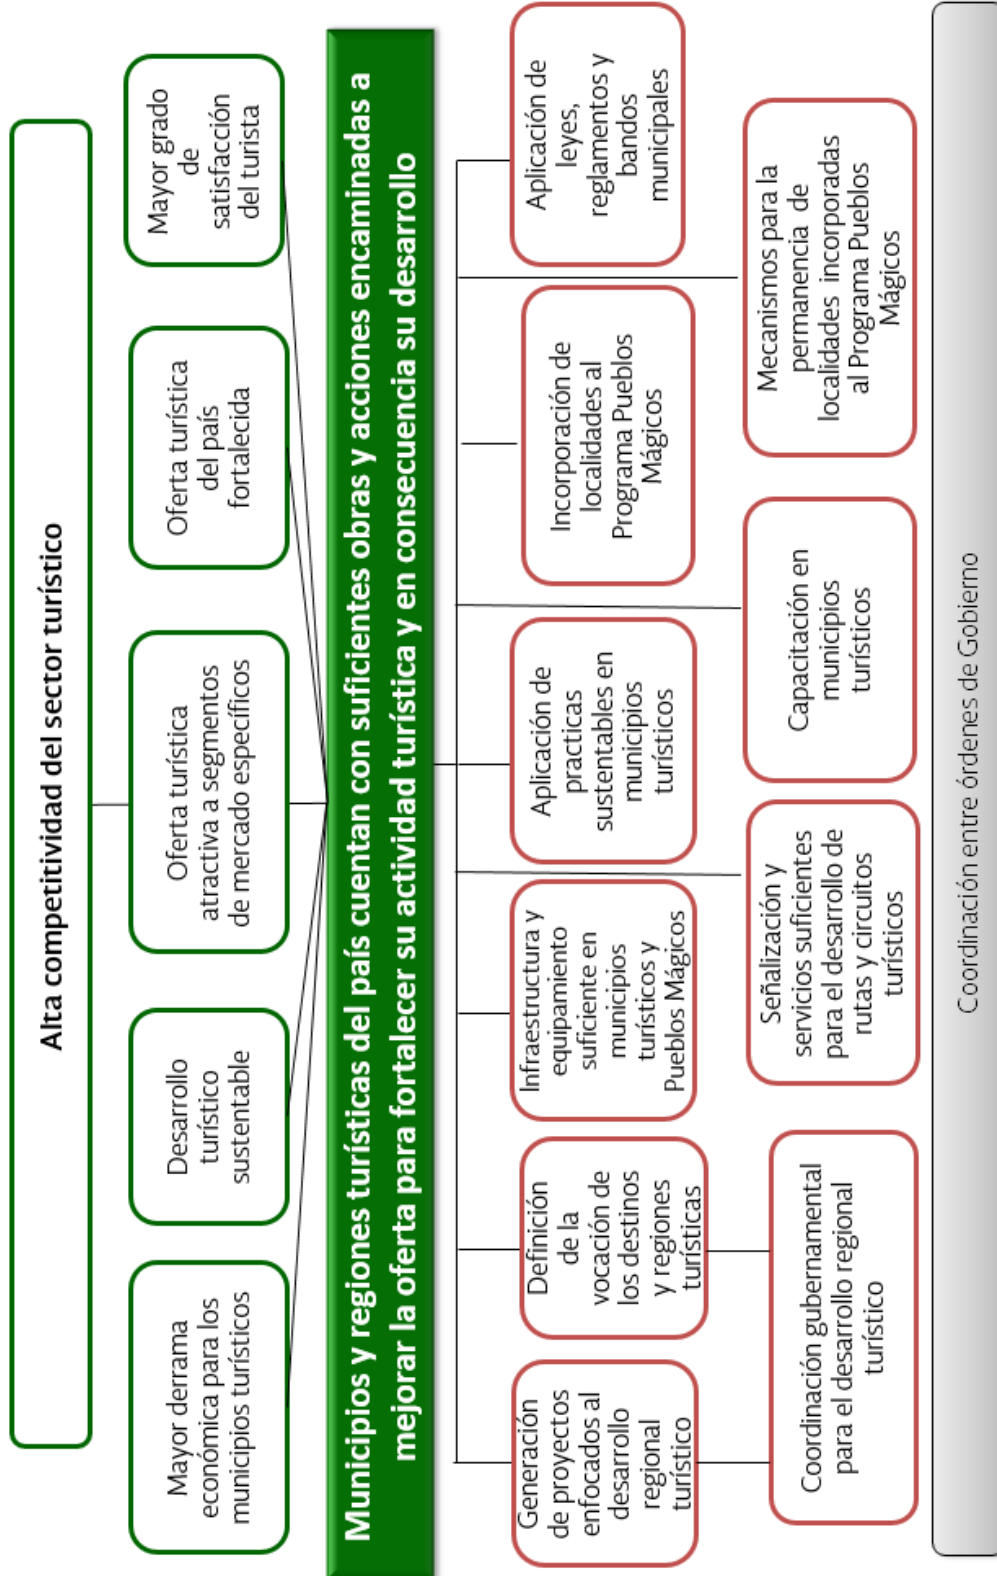 Alta competitividad del sector turístico
Mayor derrama
económica para los
municipios turísticos
Desarrollo
turístico
sustentable
Oferta turística
atractiva a segmentos
de mercado específicos
Oferta turística
del país
fortalecida
Mayor grado
de
satisfacción
del turista
Municipios y regiones turísticas del país cuentan con suficientes obras y acciones encaminadas a
mejorar la oferta para fortalecer su actividad turística y en consecuencia su desarrollo
Generación
de proyectos
enfocados al
desarrollo
regional
turístico
Definición
de la
vocación de
los destinos
y regiones
turísticas
Infraestructura y
equipamiento
suficiente en
municipios
turísticos y
Pueblos Mágicos
Aplicación de
practicas
sustentables en
municipios
turísticos
Incorporación de
localidades al
Programa Pueblos
Mágicos
Aplicación de
leyes,
reglamentos y
bandos
municipales
Coordinación gubernamental
para el desarrollo regional
turístico
Señalización y
servicios suficientes
para el desarrollo de
rutas y circuitos
turísticos
Capacitación en
municipios
turísticos
Mecanismos para la
permanencia de
localidades incorporadas
al Programa Pueblos
Mágicos
Coordinación entre órdenes de Gobierno